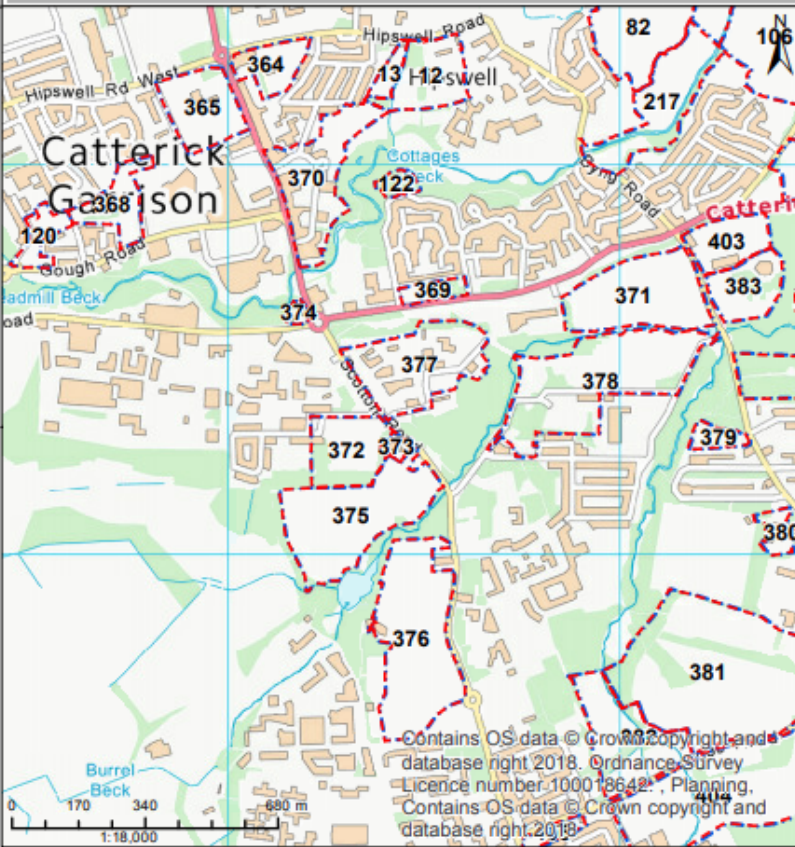 Hipswell Road
82
N
106
364
13
12
Hipswell
Hipswell Rd West
365
217
Catterick
Garrison
Cottages
Beck
370
122
Byng Road
368
120
Gough Road
403
369
371
383
374
377
378
Scotton
372
373
379
375
380
376
381
404
Burrel
Beck
0 170 340 680 m
1:18,000
Contains OS data © Crown copyright and
database right 2018. Ordnance Survey
Licence number 100018642. , Planning,
Contains OS data © Crown copyright and
database right 2018